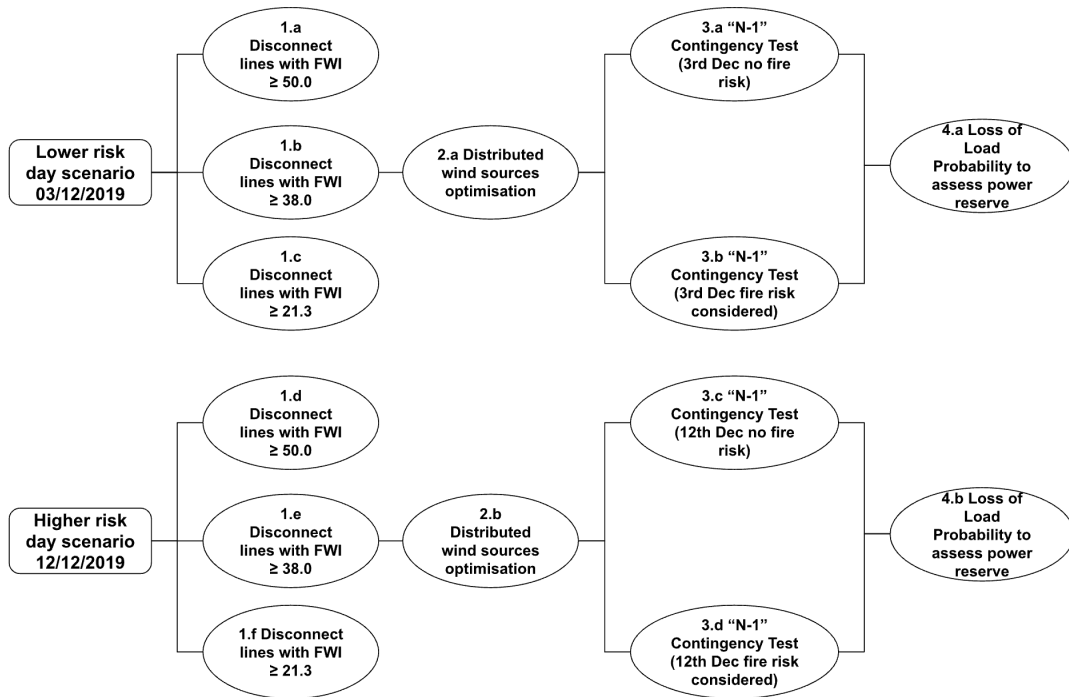 Lower risk
day scenario
03/12/2019
1.a
Disconnect
lines with FWI
≥ 50.0
1.b
Disconnect
lines with FWI
≥ 38.0
1.c
Disconnect
lines with FWI
≥ 21.3
2.a Distributed
wind sources
optimisation
3.a “N-1”
Contingency Test
(3rd Dec no fire
risk)
3.b “N-1”
Contingency Test
(3rd Dec fire risk
considered)
4.a Loss of
Load
Probability to
assess power
reserve
Higher risk
day scenario
12/12/2019
1.d
Disconnect
lines with FWI
≥ 50.0
1.e
Disconnect
lines with FWI
≥ 38.0
1.f Disconnect
lines with FWI
≥ 21.3
2.b
Distributed
wind sources
optimisation
3.c “N-1”
Contingency Test
(12th Dec no fire
risk)
3.d “N-1”
Contingency Test
(12th Dec fire risk
considered)
4.b Loss of
Load
Probability to
assess power
reserve